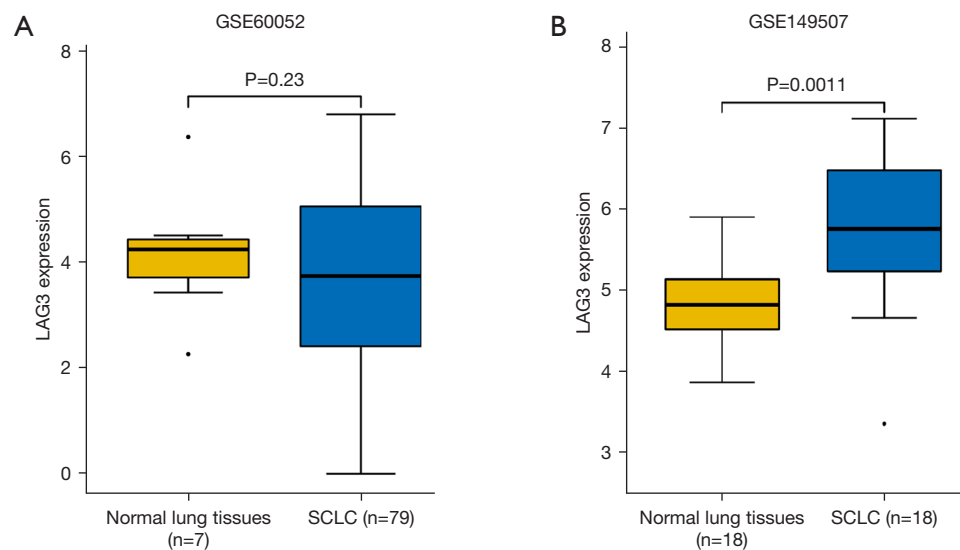 A
GSE60052
8
6
4
2
0
LAG3 expression
P=0.23
Normal lung tissues
(n=7)
SCLC (n=79)
B
GSE149507
8
7
6
5
4
3
LAG3 expression
P=0.0011
Normal lung tissues
(n=18)
SCLC (n=18)